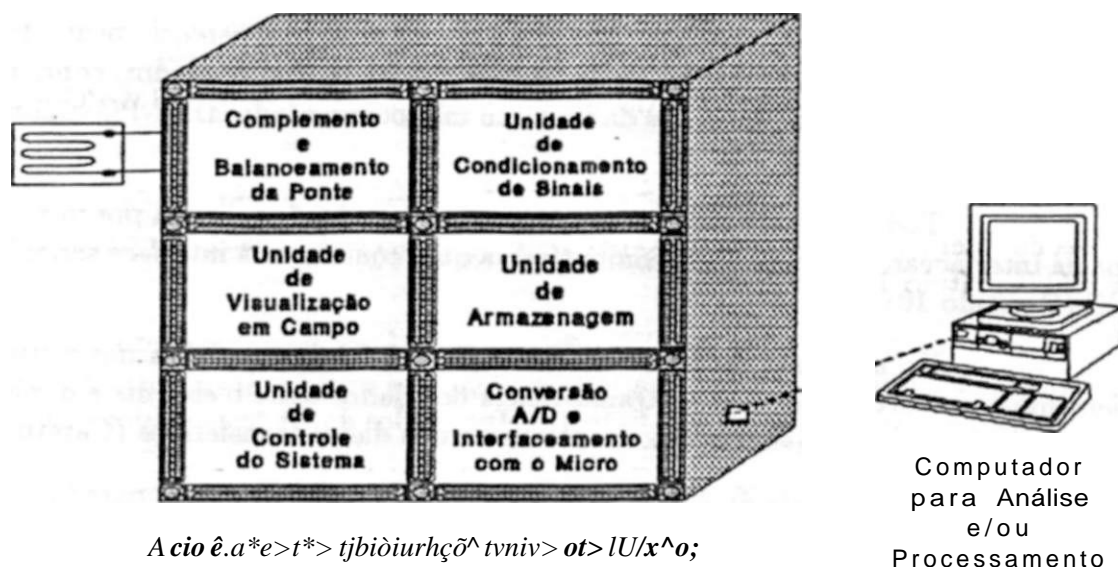 Complemento
e
Balanceamento
da Ponte
Unidade
de
Condicionamento
de Sinais
Unidade
de
Visualização
em Campo
Unidade
de
Armazenagem
Unidade
de
Controle
do Sistema
Conversão
A/D e
Interfaceamento
com o Micro
Computador
para Análise
e/ou
Processamento